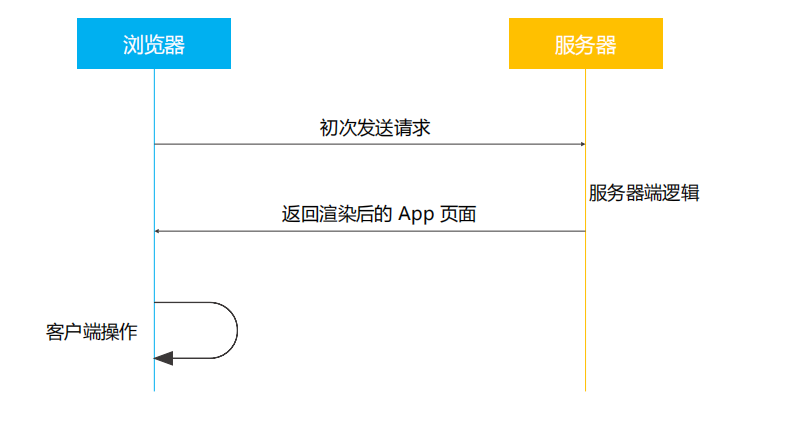 浏览器
服务器
初次发送请求
服务器端逻辑
返回渲染后的 App 页面
客户端操作